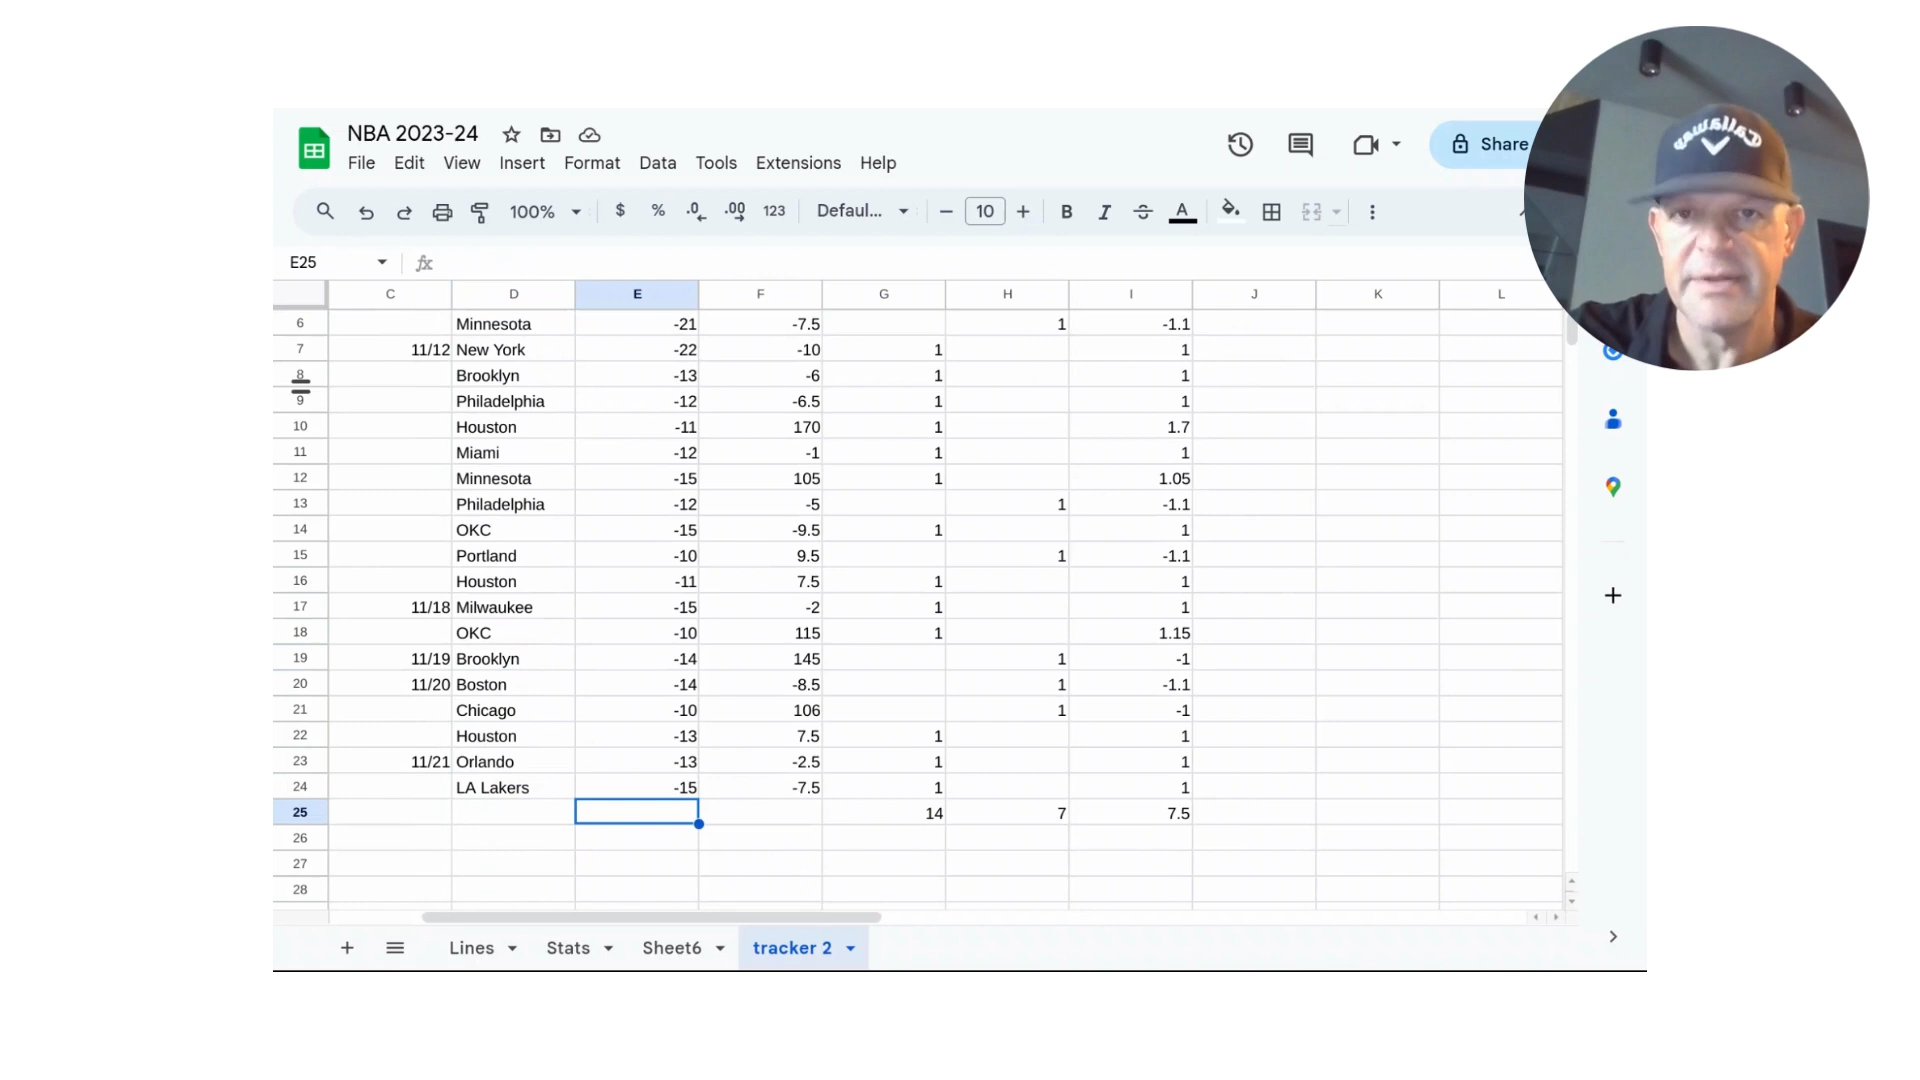 NBA 2023-24
File Edit View Insert Format Data Tools Extensions Help
Share
100% $ % .0 .00 123 Defaul... 10 B I A
E25 fx
C D E F G H I J K L
6 Minnesota -21 -7.5 1 -1.1
7 11/12 New York -22 -10 1 1
8 Brooklyn -13 -6 1 1
9 Philadelphia -12 -6.5 1 1
10 Houston -11 170 1 1.7
11 Miami -12 -1 1 1
12 Minnesota -15 105 1 1.05
13 Philadelphia -12 -5 1 -1.1
14 OKC -15 -9.5 1 1
15 Portland -10 9.5 1 -1.1
16 Houston -11 7.5 1 1
17 11/18 Milwaukee -15 -2 1 1
18 OKC -10 115 1 1.15
19 11/19 Brooklyn -14 145 1 -1
20 11/20 Boston -14 -8.5 1 -1.1
21 Chicago -10 106 1 -1
22 Houston -13 7.5 1 1
23 11/21 Orlando -13 -2.5 1 1
24 LA Lakers -15 -7.5 1 1
25 14 7 7.5
26
27
28
Lines Stats Sheet6 tracker 2
Callaway